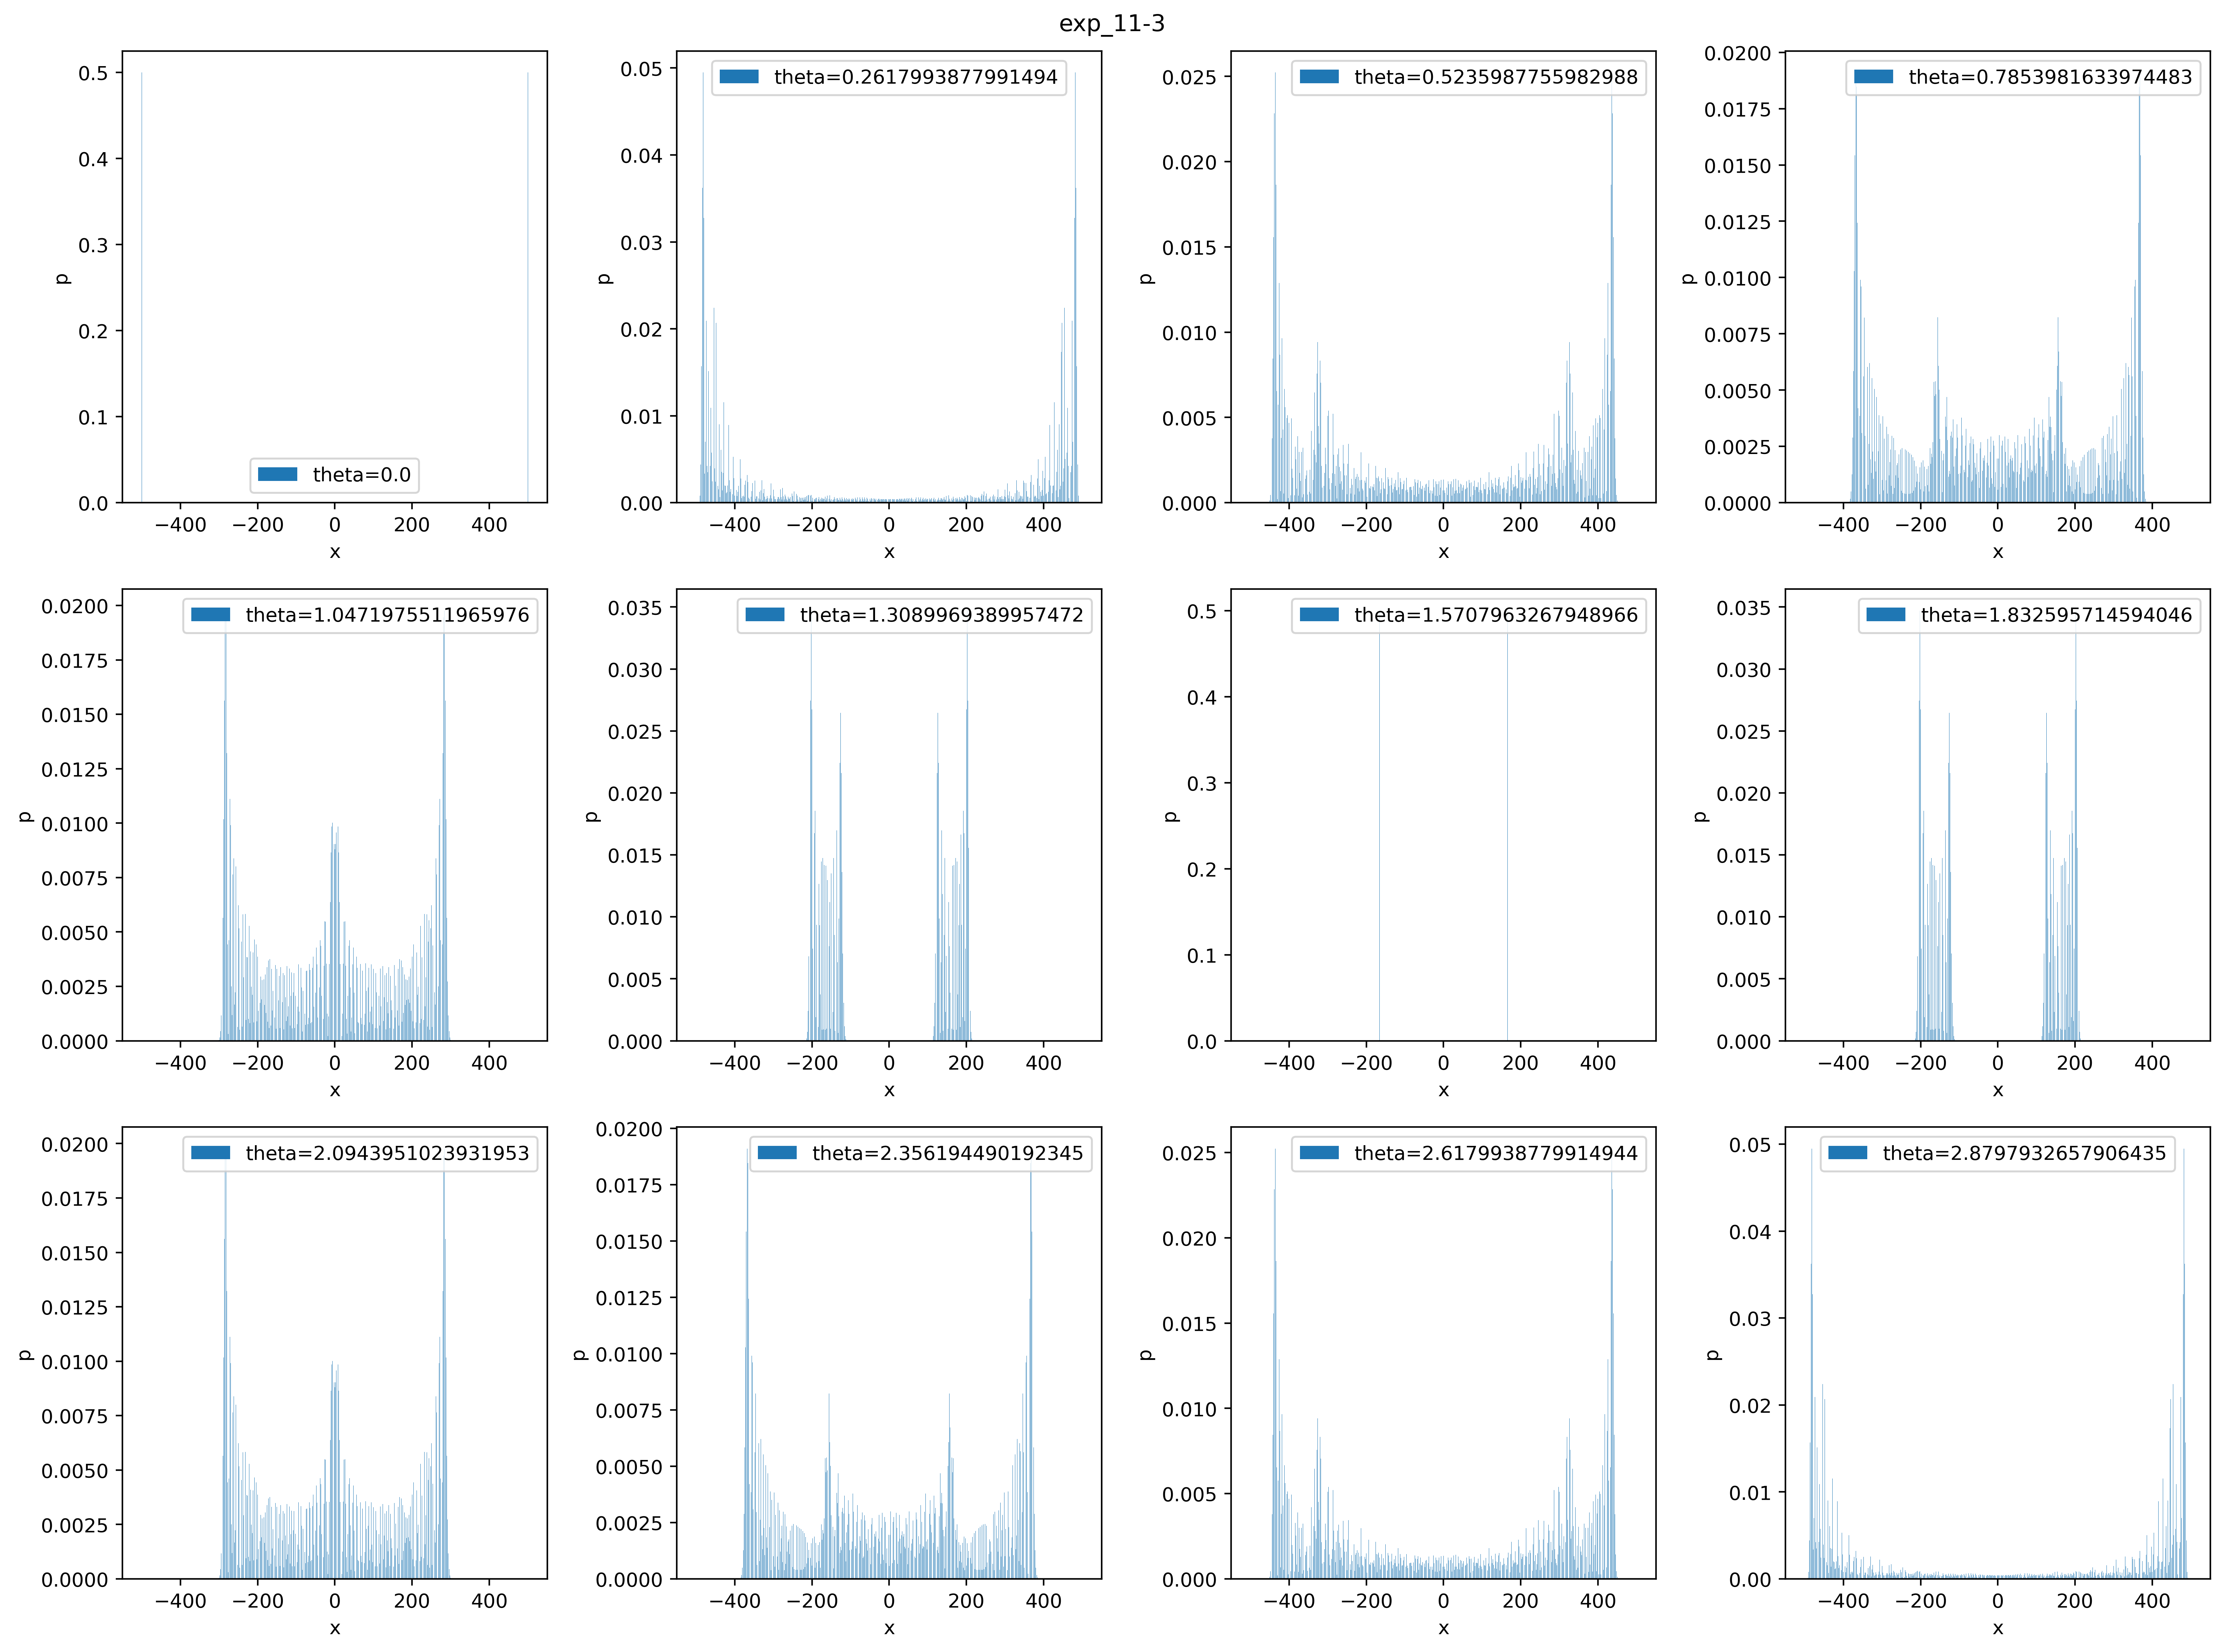 exp_11-3
0.5
0.4
0.3
0.2
0.1
0.0
p
theta=0.0
−400 −200 0 200 400
x
0.05
0.04
0.03
0.02
0.01
0.00
p
theta=0.2617993877991494
−400 −200 0 200 400
x
0.025
0.020
0.015
0.010
0.005
0.000
p
theta=0.5235987755982988
−400 −200 0 200 400
x
0.0200
0.0175
0.0150
0.0125
0.0100
0.0075
0.0050
0.0025
0.0000
p
theta=0.7853981633974483
−400 −200 0 200 400
x
0.0200
0.0175
0.0150
0.0125
0.0100
0.0075
0.0050
0.0025
0.0000
p
theta=1.0471975511965976
−400 −200 0 200 400
x
0.035
0.030
0.025
0.020
0.015
0.010
0.005
0.000
p
theta=1.3089969389957472
−400 −200 0 200 400
x
0.5
0.4
0.3
0.2
0.1
0.0
p
theta=1.5707963267948966
−400 −200 0 200 400
x
0.035
0.030
0.025
0.020
0.015
0.010
0.005
0.000
p
theta=1.832595714594046
−400 −200 0 200 400
x
0.0200
0.0175
0.0150
0.0125
0.0100
0.0075
0.0050
0.0025
0.0000
p
theta=2.0943951023931953
−400 −200 0 200 400
x
0.0200
0.0175
0.0150
0.0125
0.0100
0.0075
0.0050
0.0025
0.0000
p
theta=2.356194490192345
−400 −200 0 200 400
x
0.025
0.020
0.015
0.010
0.005
0.000
p
theta=2.6179938779914944
−400 −200 0 200 400
x
0.05
0.04
0.03
0.02
0.01
0.00
p
theta=2.8797932657906435
−400 −200 0 200 400
x